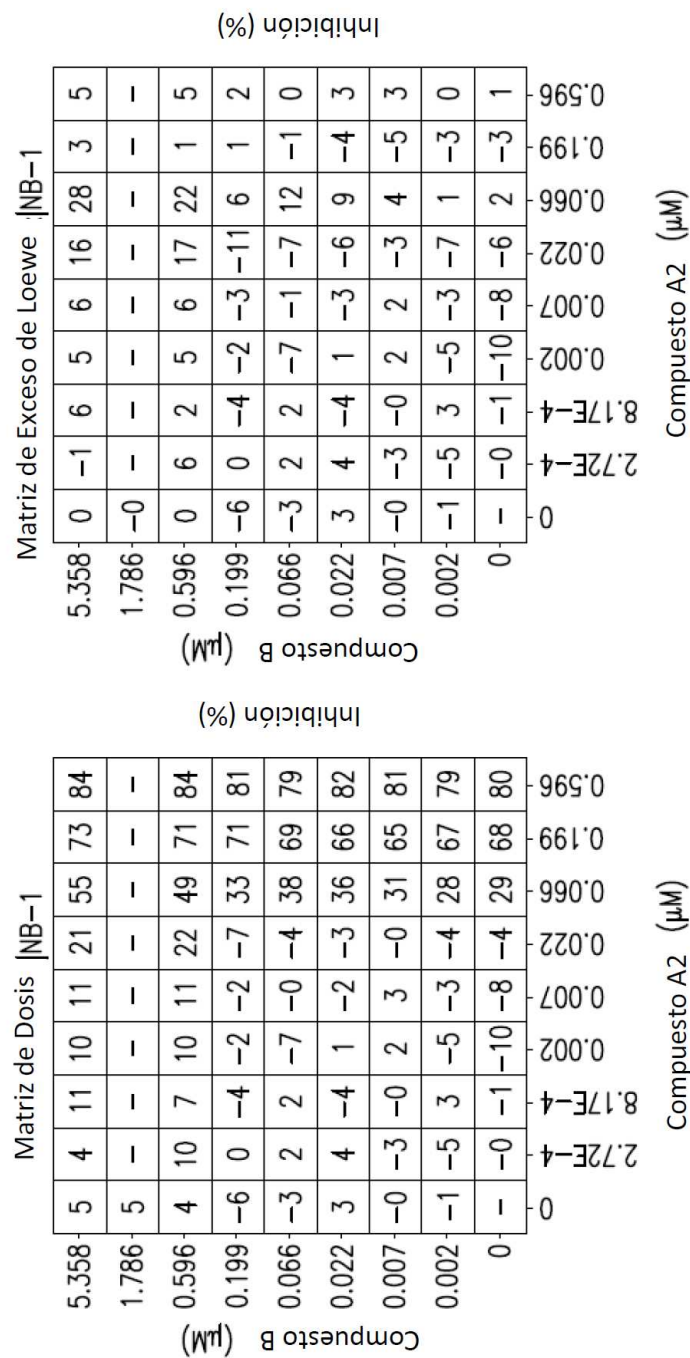 Matriz de Dosis NB−1
Compuesto B (µM)
5.358 5 4 11 10 11 21 55 73 84
1.786 5 − − − − − − − −
0.596 4 10 7 10 11 22 49 71 84
0.199 −6 0 −4 −2 −2 −7 33 71 81
0.066 −3 2 2 −7 −0 −4 38 69 79
0.022 3 4 −4 1 −2 −3 36 66 82
0.007 −0 −3 −0 2 3 −0 31 65 81
0.002 −1 −5 3 −5 −3 −4 28 67 79
0 − −0 −1 −10 −8 −4 29 68 80
0 2.72E−4 8.17E−4 0.002 0.007 0.022 0.066 0.199 0.596
Compuesto A2 (µM)
Inhibición (%)
Matriz de Exceso de Loewe :NB−1
Compuesto B (µM)
5.358 0 −1 6 5 6 16 28 3 5
1.786 −0 − − − − − − − −
0.596 0 6 2 5 6 17 22 1 5
0.199 −6 0 −4 −2 −3 −11 6 1 2
0.066 −3 2 2 −7 −1 −7 12 −1 0
0.022 3 4 −4 1 −3 −6 9 −4 3
0.007 −0 −3 −0 2 2 −3 4 −5 3
0.002 −1 −5 3 −5 −3 −7 1 −3 0
0 − −0 −1 −10 −8 −6 2 −3 1
0 2.72E−4 8.17E−4 0.002 0.007 0.022 0.066 0.199 0.596
Compuesto A2 (µM)
Inhibición (%)